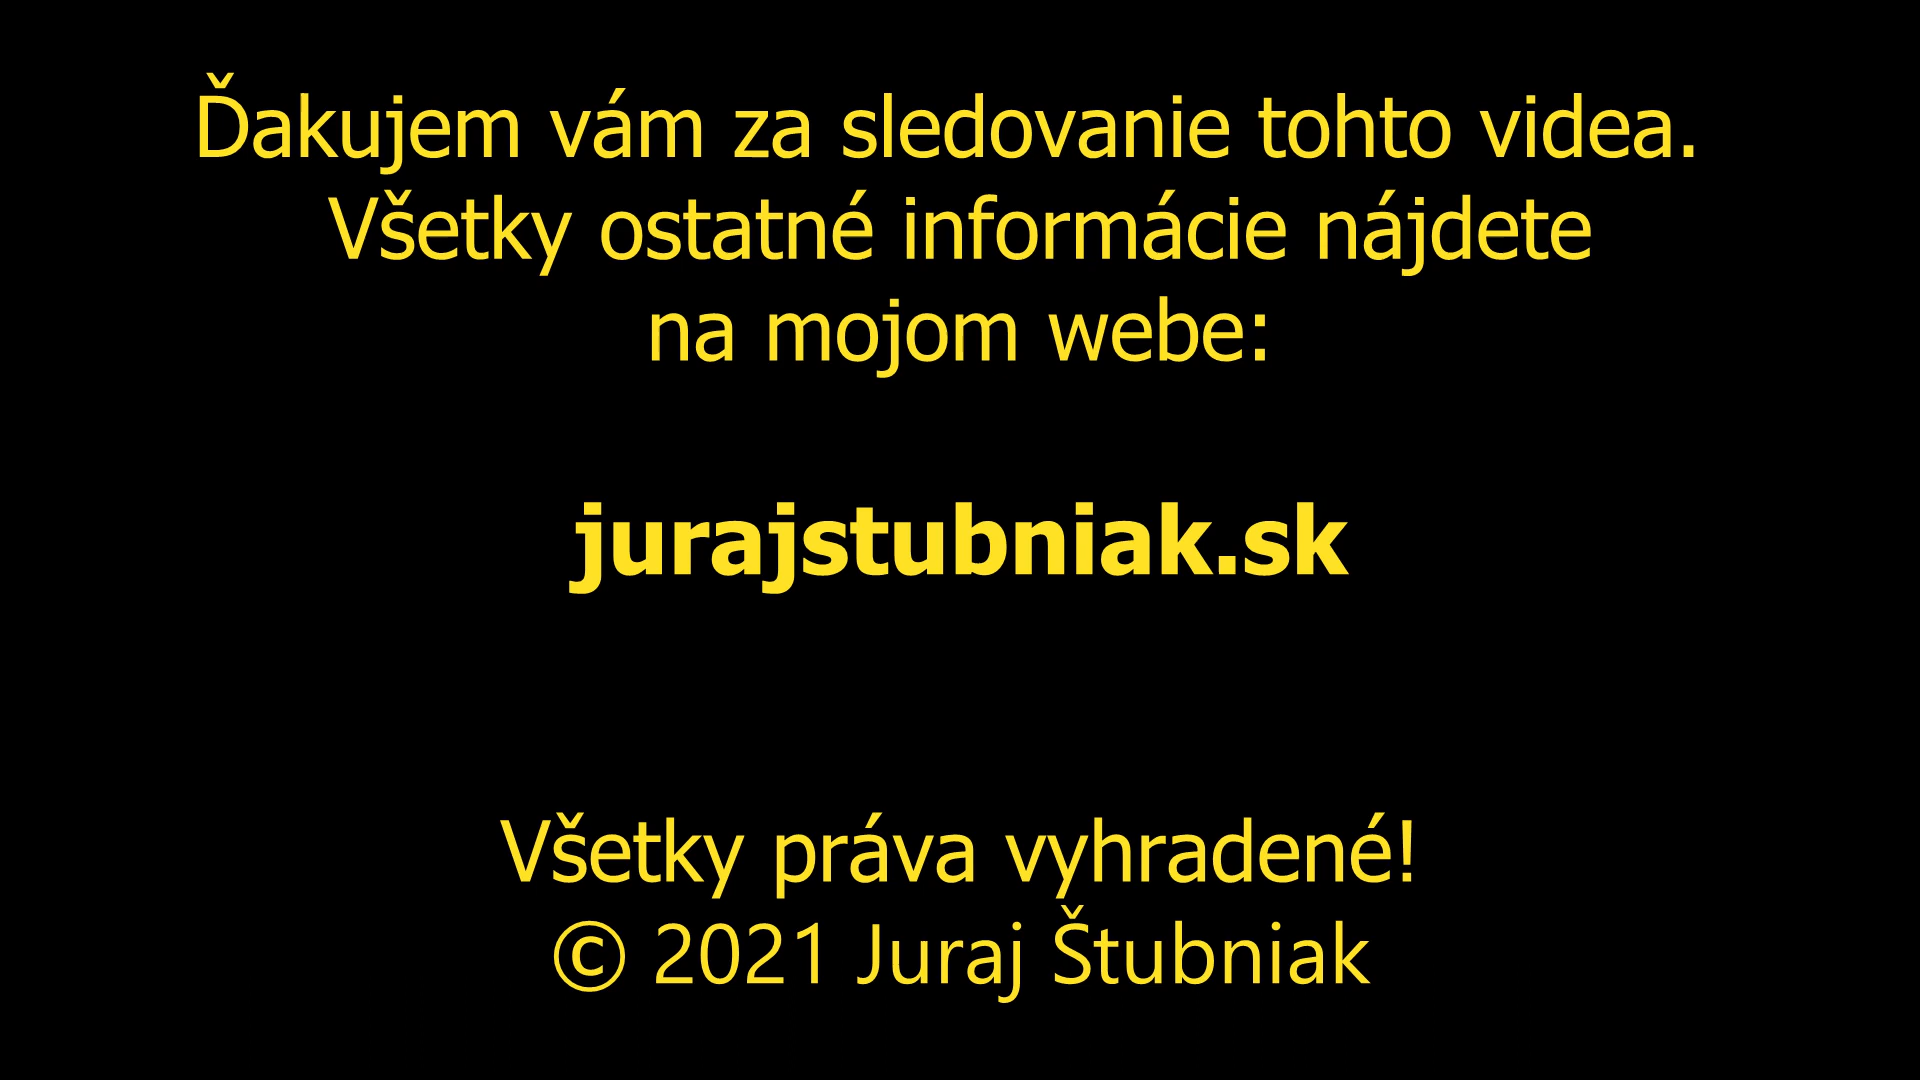 Ďakujem vám za sledovanie tohto videa.
Všetky ostatné informácie nájdete
na mojom webe:
jurajstubniak.sk
Všetky práva vyhradené!
© 2021 Juraj Štubniak